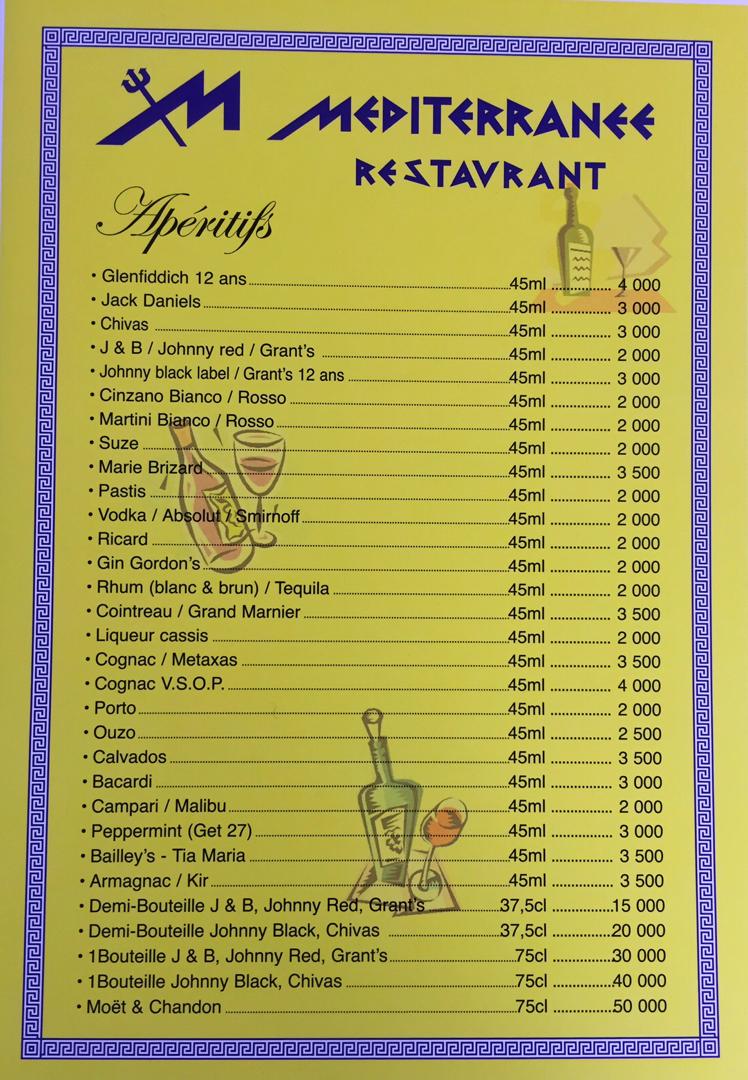 M MEDITERRANEE
RESTAVRANT
Apéritifs
• Glenfiddich 12 ans 45ml 4 000
• Jack Daniels 45ml 3 000
• Chivas 45ml 3 000
• J & B / Johnny red / Grant's 45ml 2 000
• Johnny black label / Grant's 12 ans 45ml 3 000
• Cinzano Bianco / Rosso 45ml 2 000
• Martini Bianco / Rosso 45ml 2 000
• Suze 45ml 2 000
• Marie Brizard 45ml 3 500
• Pastis 45ml 2 000
• Vodka / Absolut / Smirnoff 45ml 2 000
• Ricard 45ml 2 000
• Gin Gordon's 45ml 2 000
• Rhum (blanc & brun) / Tequila 45ml 2 000
• Cointreau / Grand Marnier 45ml 3 500
• Liqueur cassis 45ml 2 000
• Cognac / Metaxas 45ml 3 500
• Cognac V.S.O.P. 45ml 4 000
• Porto 45ml 2 000
• Ouzo 45ml 2 500
• Calvados 45ml 3 500
• Bacardi 45ml 3 000
• Campari / Malibu 45ml 2 000
• Peppermint (Get 27) 45ml 3 000
• Bailley's - Tia Maria 45ml 3 500
• Armagnac / Kir 45ml 3 500
• Demi-Bouteille J & B, Johnny Red, Grant's 37,5cl 15 000
• Demi-Bouteille Johnny Black, Chivas 37,5cl 20 000
• 1Bouteille J & B, Johnny Red, Grant's 75cl 30 000
• 1Bouteille Johnny Black, Chivas 75cl 40 000
• Moët & Chandon 75cl 50 000